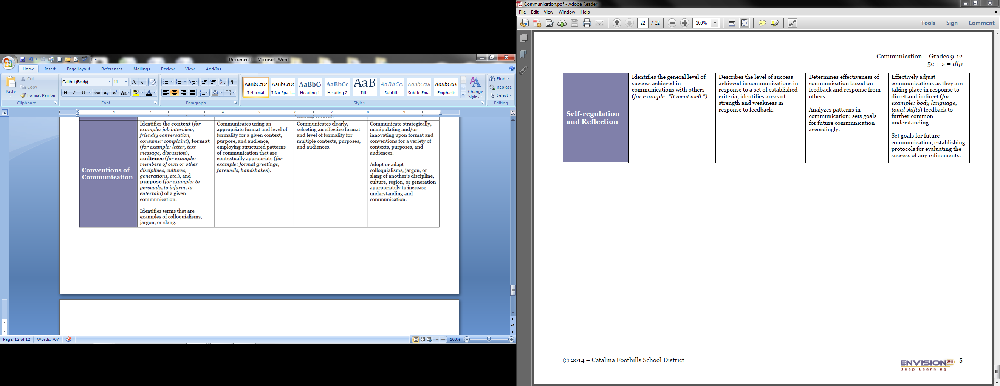 Document1 - Microsoft Word
Home Insert Page Layout References Mailings Review View Add-Ins
Paste
Cut
Copy
Format Painter
Clipboard
Calibri (Body) 11
Font
Paragraph
AaBbCcDc AaBbCcDc AaBbC AaBbCc AaB AaBbCc. AaBbCcDc AaBbCcDc
¶ Normal ¶ No Spaci... Heading 1 Heading 2 Title Subtitle Subtle Em... Emphasis
Change
Styles
Styles
Find
Replace
Select
Editing
1 2 3 4 5 6 7 8 9
sharing of ideas.
Conventions of
Communication
Identifies the context (for
example: job interview,
friendly conversation,
consumer complaint), format
(for example: letter, text
message, discussion),
audience (for example:
members of own or other
disciplines, cultures,
generations, etc.), and
purpose (for example: to
persuade, to inform, to
entertain) of a given
communication.
Identifies terms that are
examples of colloquialisms,
jargon, or slang.
Communicates using an
appropriate format and level of
formality for a given context,
purpose, and audience,
employing structured patterns
of communication that are
contextually appropriate (for
example: formal greetings,
farewells, handshakes).
Communicates clearly,
selecting an effective format
and level of formality for
multiple contexts, purposes,
and audiences.
Communicate strategically,
manipulating and/or
innovating upon format and
conventions for a variety of
contexts, purposes, and
audiences.
Adopt or adapt
colloquialisms, jargon, or
slang of another's discipline,
culture, region, or generation
appropriately to increase
understanding and
communication.
Page: 12 of 12 Words: 707
100%
Communication.pdf - Adobe Reader
File Edit View Window Help
22 / 22 100%
Tools Sign Comment
Communication – Grades 9-12
5c + s = dlp
Self-regulation
and Reflection
Identifies the general level of
success achieved in
communications with others
(for example: “It went well.”).
Describes the level of success
achieved in communications in
response to a set of established
criteria; identifies areas of
strength and weakness in
response to feedback.
Determines effectiveness of
communication based on
feedback and response from
others.
Analyzes patterns in
communication; sets goals
for future communication
accordingly.
Effectively adjust
communications as they are
taking place in response to
direct and indirect (for
example: body language,
tonal shifts) feedback to
further common
understanding.
Set goals for future
communication, establishing
protocols for evaluating the
success of any refinements.
© 2014 – Catalina Foothills School District
ENVISION21
Deep Learning
5